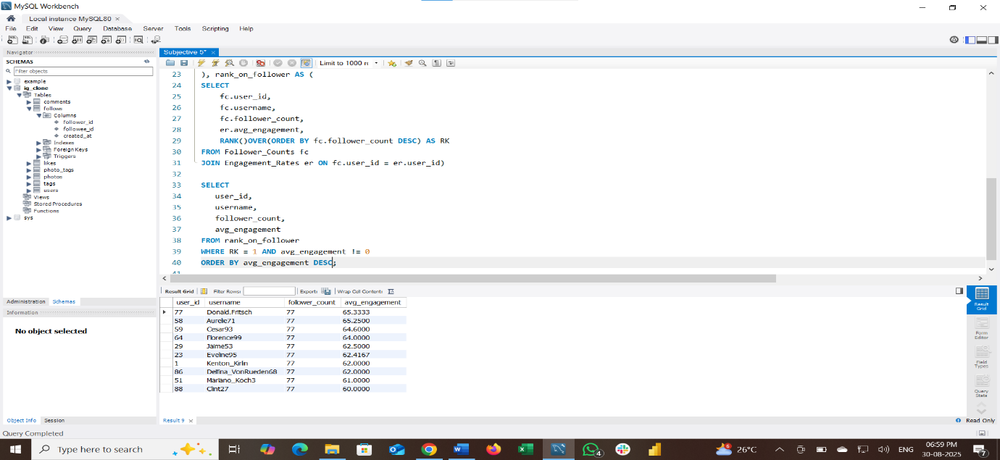 MySQL Workbench
Local instance MySQL80 ×
File Edit View Query Database Server Tools Scripting Help
Navigator
SCHEMAS
Filter objects
example
ig_clone
Tables
comments
follows
Columns
follower_id
followee_id
created_at
Indexes
Foreign Keys
Triggers
likes
photo_tags
photos
tags
users
Views
Stored Procedures
Functions
sys
Administration Schemas
Information
No object selected
Object Info Session
Query Completed
Subjective 5* ×
Limit to 1000 r
23 ), rank_on_follower AS (
24 SELECT
25 fc.user_id,
26 fc.username,
27 fc.follower_count,
28 er.avg_engagement,
29 RANK()OVER(ORDER BY fc.follower_count DESC) AS RK
30 FROM Follower_Counts fc
31 JOIN Engagement_Rates er ON fc.user_id = er.user_id)
32
33 SELECT
34 user_id,
35 username,
36 follower_count,
37 avg_engagement
38 FROM rank_on_follower
39 WHERE RK = 1 AND avg_engagement != 0
40 ORDER BY avg_engagement DESC;
41
Result Grid Filter Rows: Export: Wrap Cell Content:
user_id username follower_count avg_engagement
77 Donald.Fritsch 77 65.3333
58 Aurelie71 77 65.2500
59 Cesar93 77 64.6000
64 Florence99 77 64.0000
29 Jaime53 77 62.5000
23 Eveline95 77 62.4167
1 Kenton_Kirlin 77 62.0000
86 Delfina_VonRueden68 77 62.0000
51 Mariano_Koch3 77 61.0000
88 Clint27 77 60.0000
Result Grid
Form Editor
Field Types
Query Stats
Result 9 ×
Read Only
Type here to search
4
6
26°C
ENG
06:59 PM
30-08-2025
7